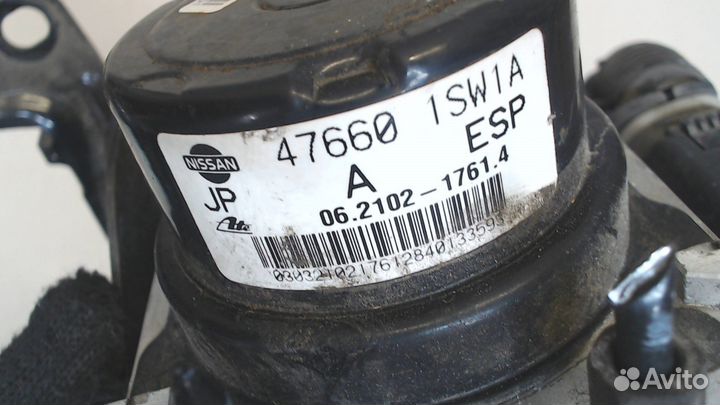 NISSAN 47660 1SW1A
JP A ESP
Ate 06.2102-1761.4
Avito